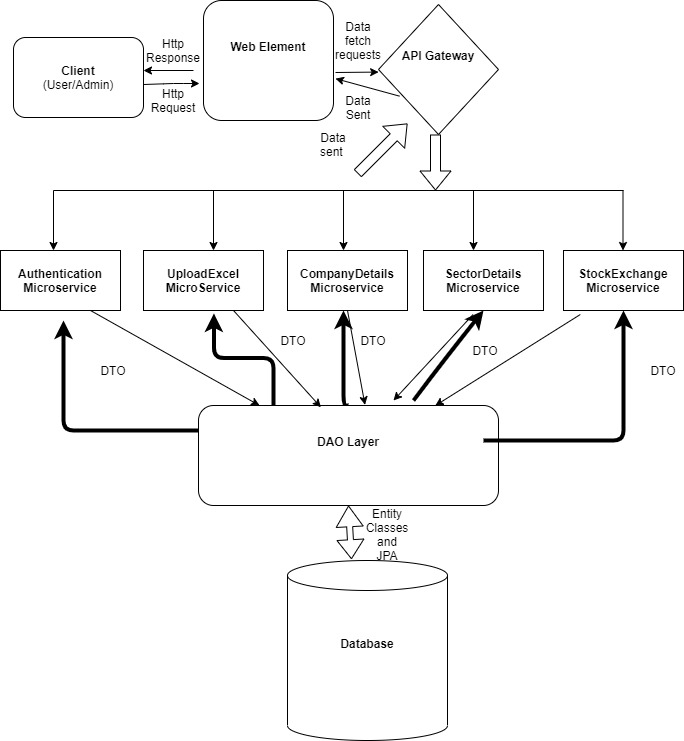 Client
(User/Admin)
Http
Response
Http
Request
Web Element
Data
fetch
requests
Data
Sent
API Gateway
Data
sent
Authentication
Microservice
UploadExcel
MicroService
CompanyDetails
Microservice
SectorDetails
Microservice
StockExchange
Microservice
DTO
DTO
DTO
DTO
DTO
DAO Layer
Entity
Classes
and
JPA
Database